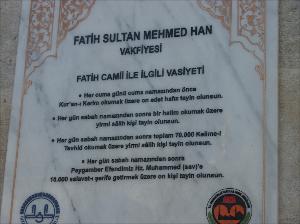 FATİH SULTAN MEHMED HAN
VAKFİYESİ
FATİH CAMİİ İLE İLGİLİ VASİYETİ
• Her cuma günü cuma namazından önce
Kur'an-ı Kerim okumak üzere on adet hafız tayin olunsun.
• Her gün sabah namazından sonra bir hatim okumak üzere
yirmi sâlih kişi tayin olunsun.
• Her gün sabah namazından sonra toplam 70.000 Kelime-i
Tevhid okumak üzere yirmi sâlih kişi tayin olunsun.
• Her gün sabah namazından sonra
Peygamber Efendimiz Hz. Muhammed (sav)'e
10.000 salavat-ı şerife getirmek üzere on kişi tayin olunsun.